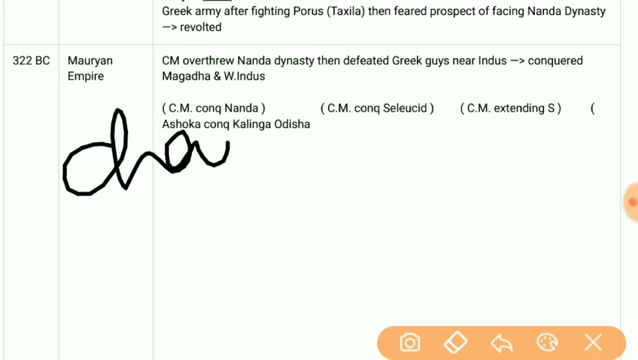 Greek army after fighting Porus (Taxila) then feared prospect of facing Nanda Dynasty
—> revolted
322 BC Mauryan Empire CM overthrew Nanda dynasty then defeated Greek guys near Indus —> conquered
Magadha & W.Indus
( C.M. conq Nanda ) ( C.M. conq Seleucid ) ( C.M. extending S ) (
Ashoka conq Kalinga Odisha
cha